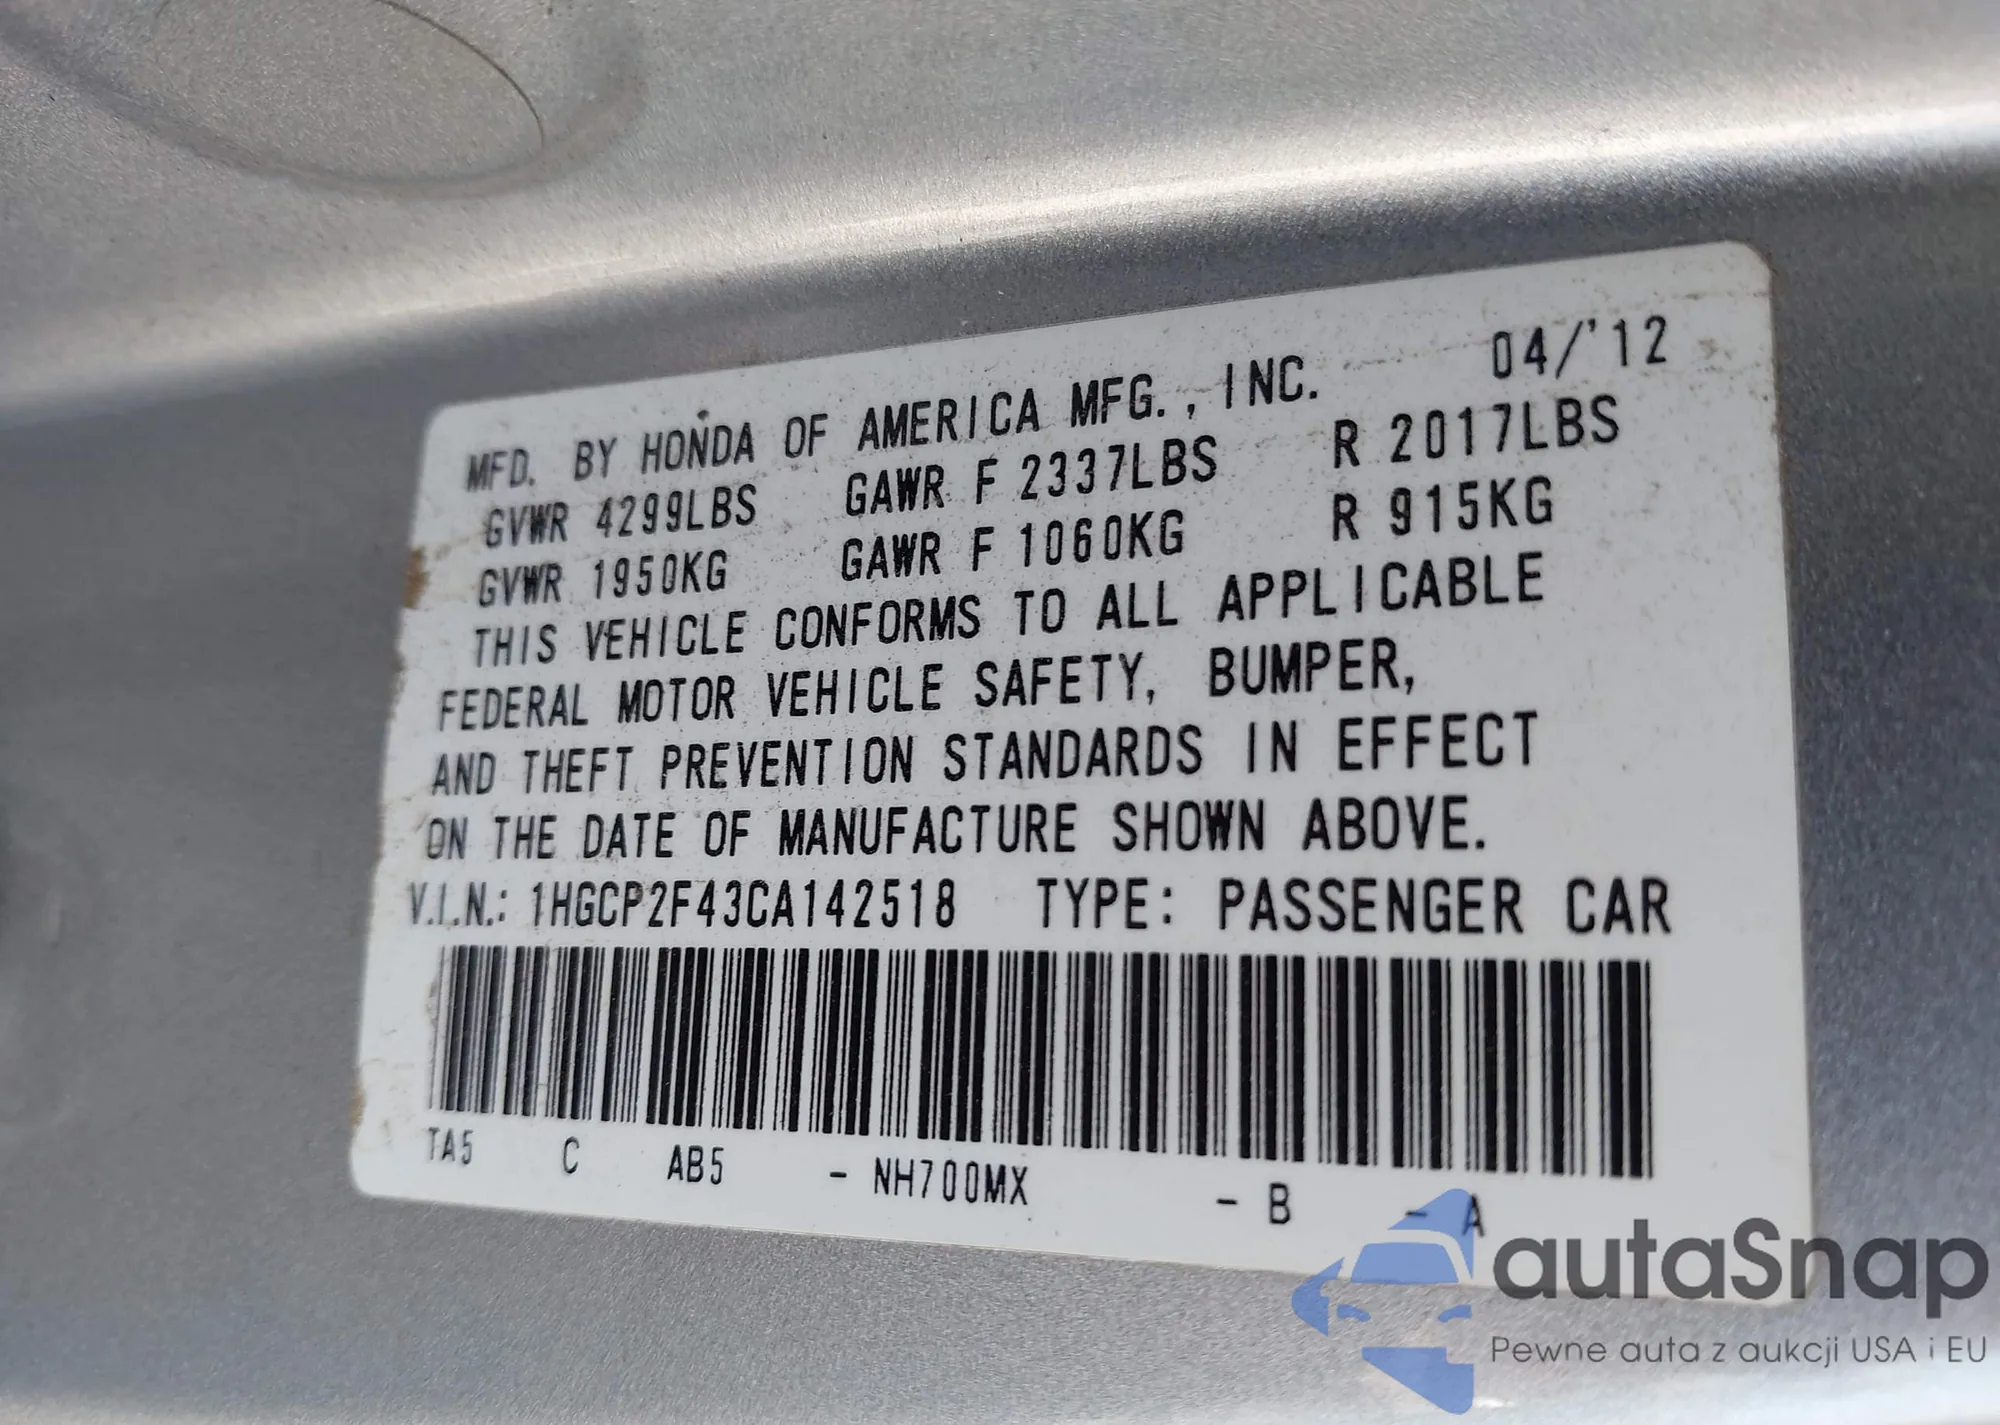 MFD. BY HONDA OF AMERICA MFG., INC. 04/'12
GVWR 4299LBS GAWR F 2337LBS R 2017LBS
GVWR 1950KG GAWR F 1060KG R 915KG
THIS VEHICLE CONFORMS TO ALL APPLICABLE
FEDERAL MOTOR VEHICLE SAFETY, BUMPER,
AND THEFT PREVENTION STANDARDS IN EFFECT
ON THE DATE OF MANUFACTURE SHOWN ABOVE.
V.I.N.: 1HGCP2F43CA142518 TYPE: PASSENGER CAR
TA5 C AB5 - NH700MX - B - A
autaSnap
Pewne auta z aukcji USA i EU